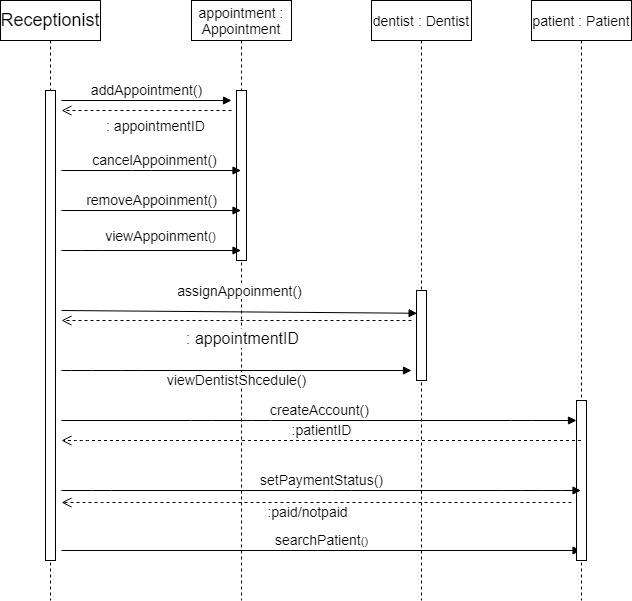 Receptionist
appointment :
Appointment
dentist : Dentist
patient : Patient
addAppointment()
: appointmentID
cancelAppoinment()
removeAppoinment()
viewAppoinment()
assignAppoinment()
: appointmentID
viewDentistShcedule()
createAccount()
:patientID
setPaymentStatus()
:paid/notpaid
searchPatient()